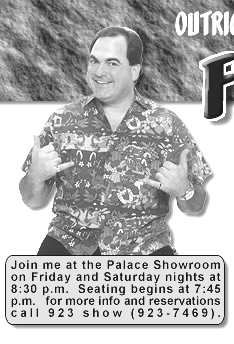 OUTRIG
Join me at the Palace Showroom
on Friday and Saturday nights at
8:30 p.m. Seating begins at 7:45
p.m. for more info and reservations
call 923 show (923-7469).